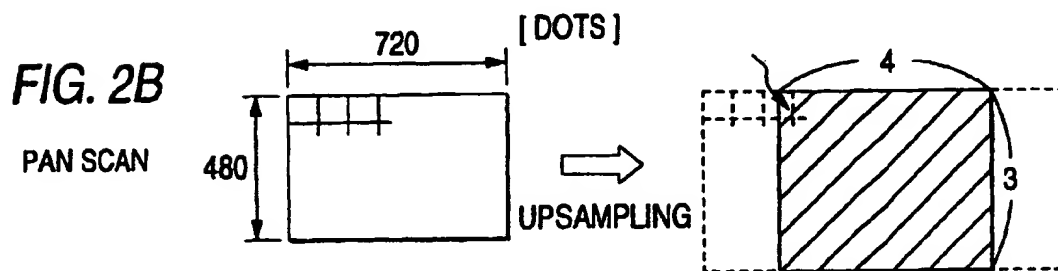 FIG. 2B
PAN SCAN
720
[ DOTS ]
480
UPSAMPLING
4
3